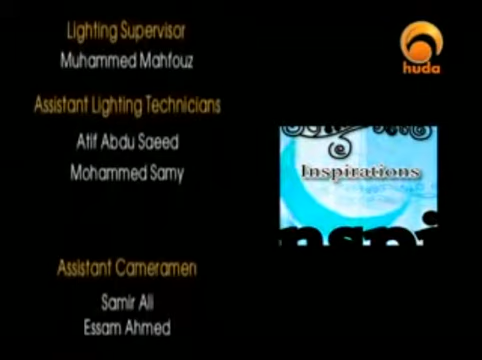 Lighting Supervisor
Muhammed Mahfouz
Assistant Lighting Technicians
Atif Abdu Saeed
Mohammed Samy
Assistant Cameramen
Samir Ali
Essam Ahmed
huda
Inspirations
nspi